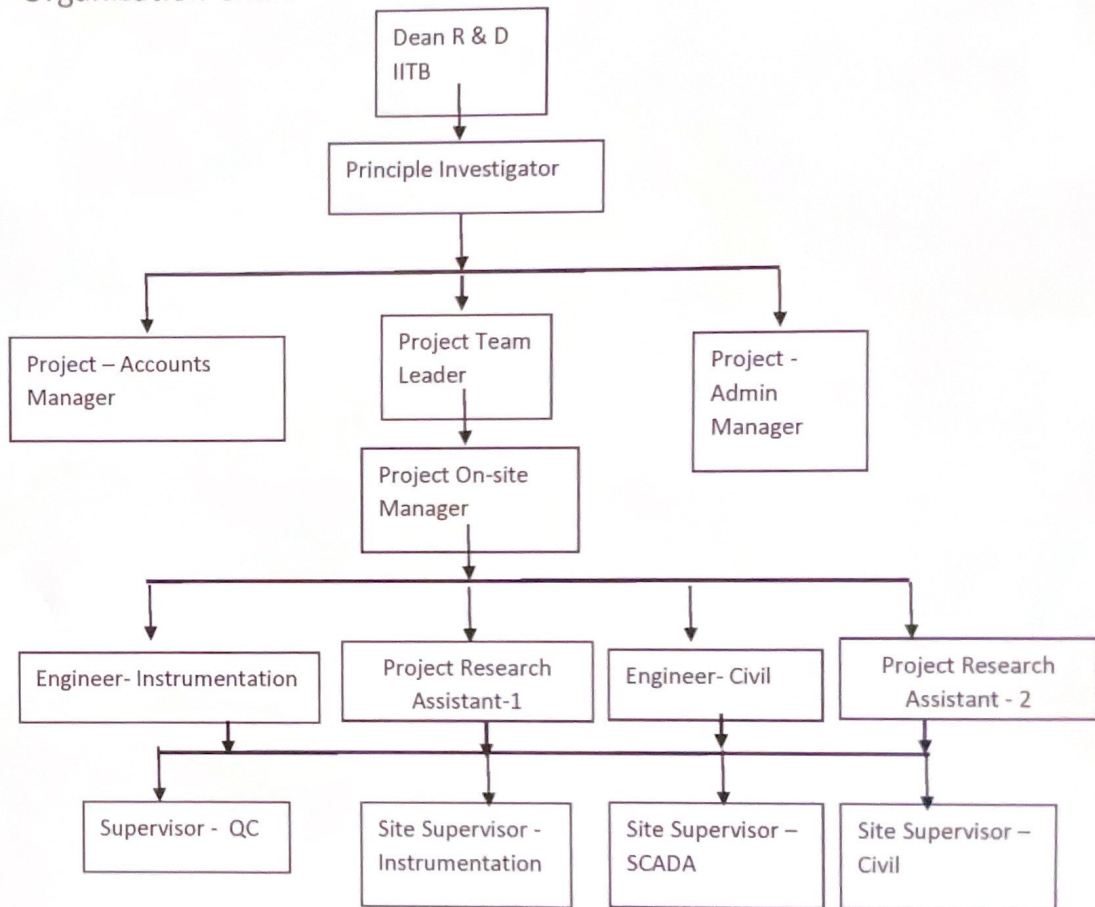 Dean R & D
IITB
Principle Investigator
Project – Accounts
Manager
Project Team
Leader
Project -
Admin
Manager
Project On-site
Manager
Engineer- Instrumentation
Project Research
Assistant-1
Engineer- Civil
Project Research
Assistant - 2
Supervisor - QC
Site Supervisor -
Instrumentation
Site Supervisor –
SCADA
Site Supervisor –
Civil